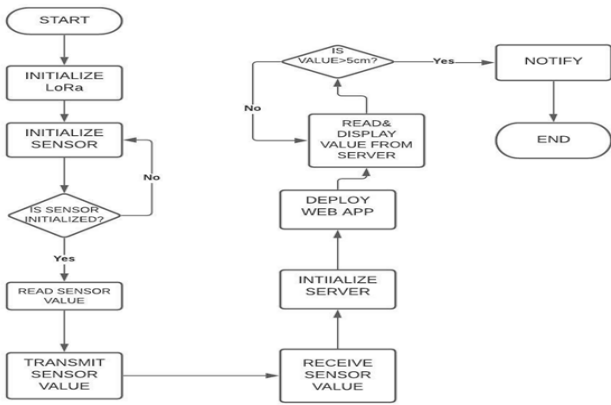 START
INITIALIZE
LoRa
INITIALIZE
SENSOR
No
IS SENSOR
INITIALIZED?
Yes
READ SENSOR
VALUE
TRANSMIT
SENSOR
VALUE
RECEIVE
SENSOR
VALUE
INTIIALIZE
SERVER
DEPLOY
WEB APP
READ&
DISPLAY
VALUE FROM
SERVER
No
IS
VALUE>5cm?
Yes
NOTIFY
END